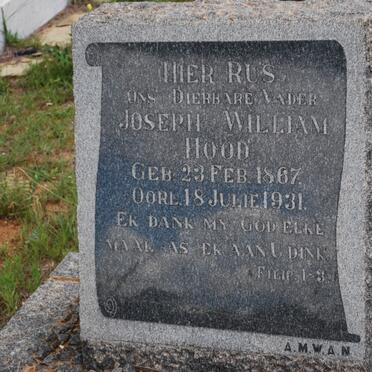 HIER RUS
ONS DIERBARE VADER
JOSEPH WILLIAM
HOOD
GEB. 23 FEB. 1867.
OORL. 18 JULIE 1931.
EK DANK MY GOD ELKE
MAAL AS EK AAN U DINK
FILIP. 1-3
A.M.W.A.N.